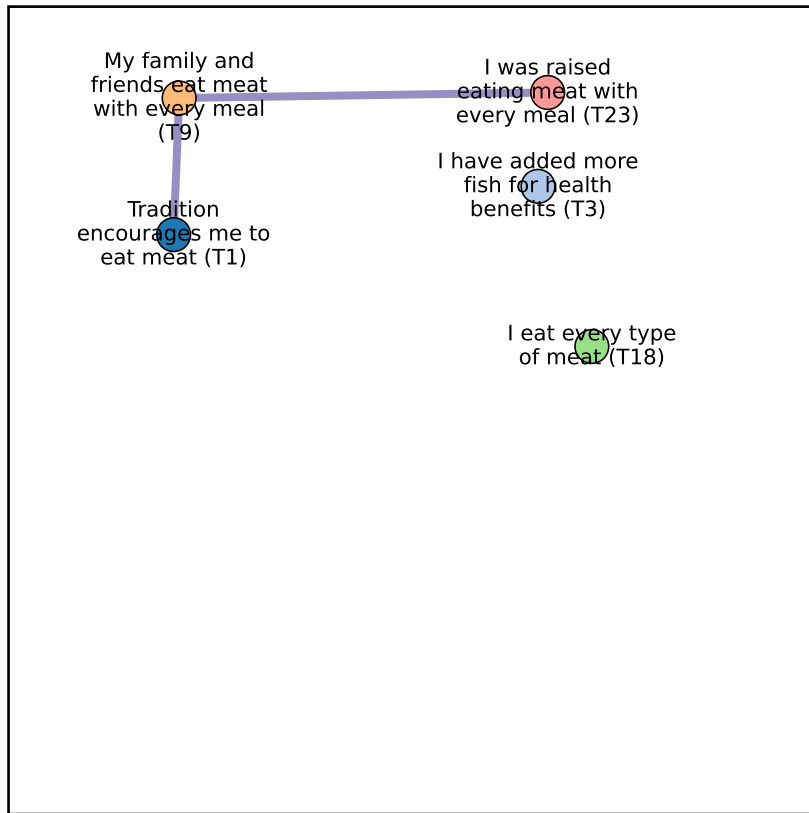 My family and
friends eat meat
with every meal
(T9)
I was raised
eating meat with
every meal (T23)
I have added more
fish for health
benefits (T3)
Tradition
encourages me to
eat meat (T1)
I eat every type
of meat (T18)